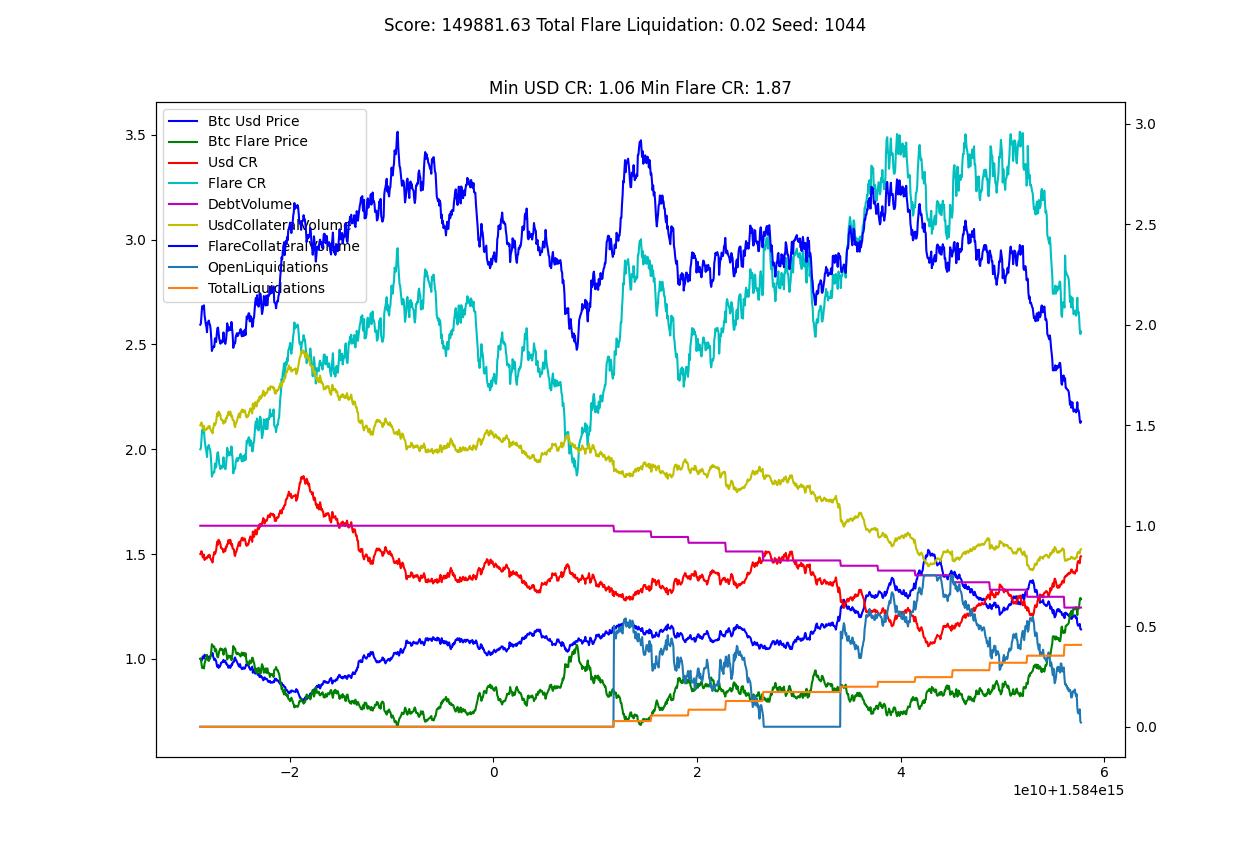 Score: 149881.63 Total Flare Liquidation: 0.02 Seed: 1044
Min USD CR: 1.06 Min Flare CR: 1.87
Btc Usd Price
Btc Flare Price
Usd CR
Flare CR
DebtVolume
UsdCollateralVolume
FlareCollateralVolume
OpenLiquidations
TotalLiquidations
3.5
3.0
2.5
2.0
1.5
1.0
3.0
2.5
2.0
1.5
1.0
0.5
0.0
−2
0
2
4
6
1e10+1.584e15